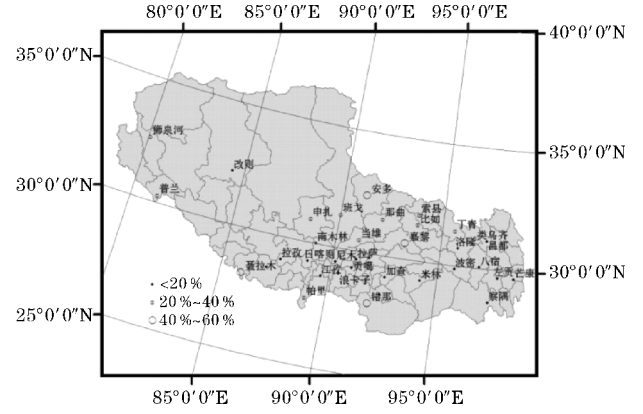 80°0′0″E 85°0′0″E 90°0′0″E 95°0′0″E
40°0′0″N
35°0′0″N
狮泉河
35°0′0″N
改则
30°0′0″N
普兰
安多
申扎 班戈 那曲 索县
比如
丁青
南木林 当雄 嘉黎 洛隆 类乌齐
昌都
拉孜 日喀则 尼木 拉萨
聂拉木 江孜 贡嘎 加查 米林 波密 八宿
30°0′0″N
浪卡子 左贡 芒康
帕里 错那 察隅
<20%
20%~40%
40%~60%
25°0′0″N
85°0′0″E 90°0′0″E 95°0′0″E